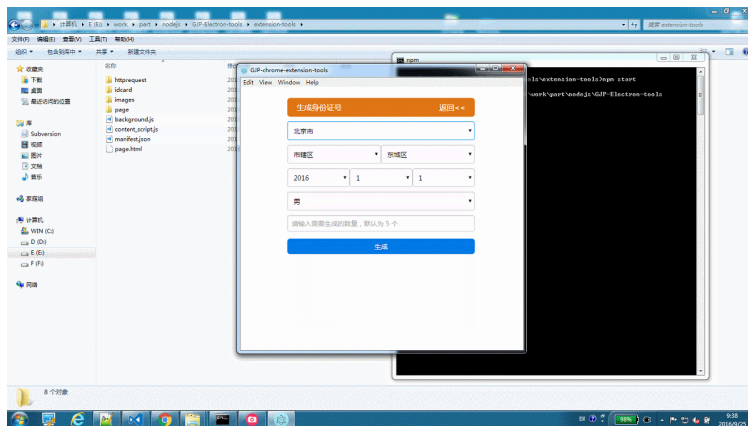 计算机 ▸ E (E:) ▸ work ▸ part ▸ nodejs ▸ GJP-Electron-tools ▸ extension-tools ▸
搜索 extension-tools
文件(F) 编辑(E) 查看(V) 工具(T) 帮助(H)
组织 ▾ 包含到库中 ▾ 共享 ▾ 新建文件夹
收藏夹
下载
桌面
最近访问的位置
库
Subversion
视频
图片
文档
音乐
家庭组
计算机
WIN (C:)
D (D:)
E (E:)
F (F:)
网络
名称
httprequest
idcard
images
page
background.js
content_script.js
manifest.json
page.html
npm
ols\extension-tools>npm start
\work\part\nodejs\GJP-Electron-tools
GJP-chrome-extension-tools
Edit View Window Help
生成身份证号 返回<<
北京市
市辖区 东城区
2016 1 1
男
请输入需要生成的数量，默认为 5 个
生成
8 个对象
98%
9:38
2016/9/25